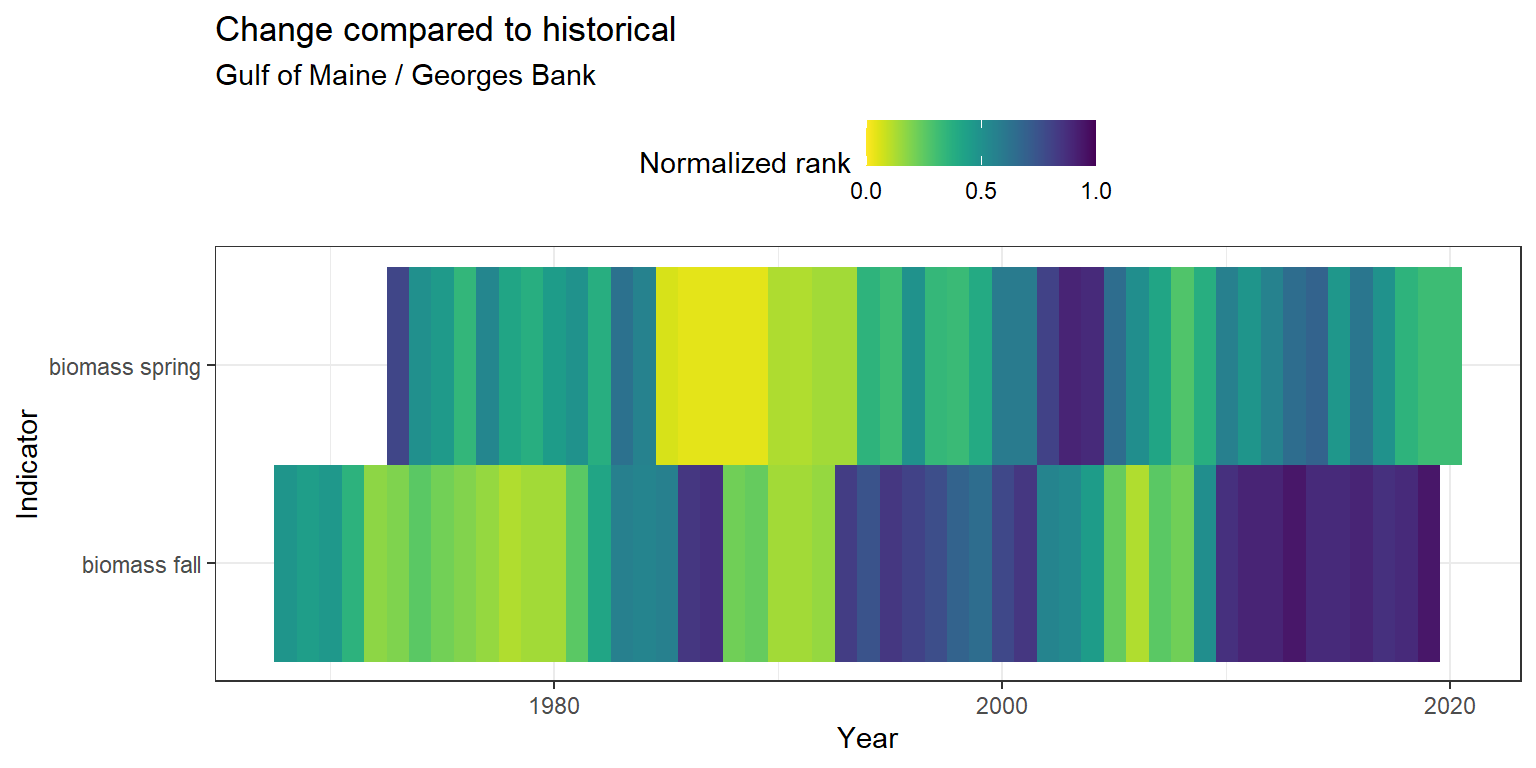 Change compared to historical
Gulf of Maine / Georges Bank
Normalized rank
0.0 0.5 1.0
Indicator
biomass spring
biomass fall
1980 2000 2020
Year